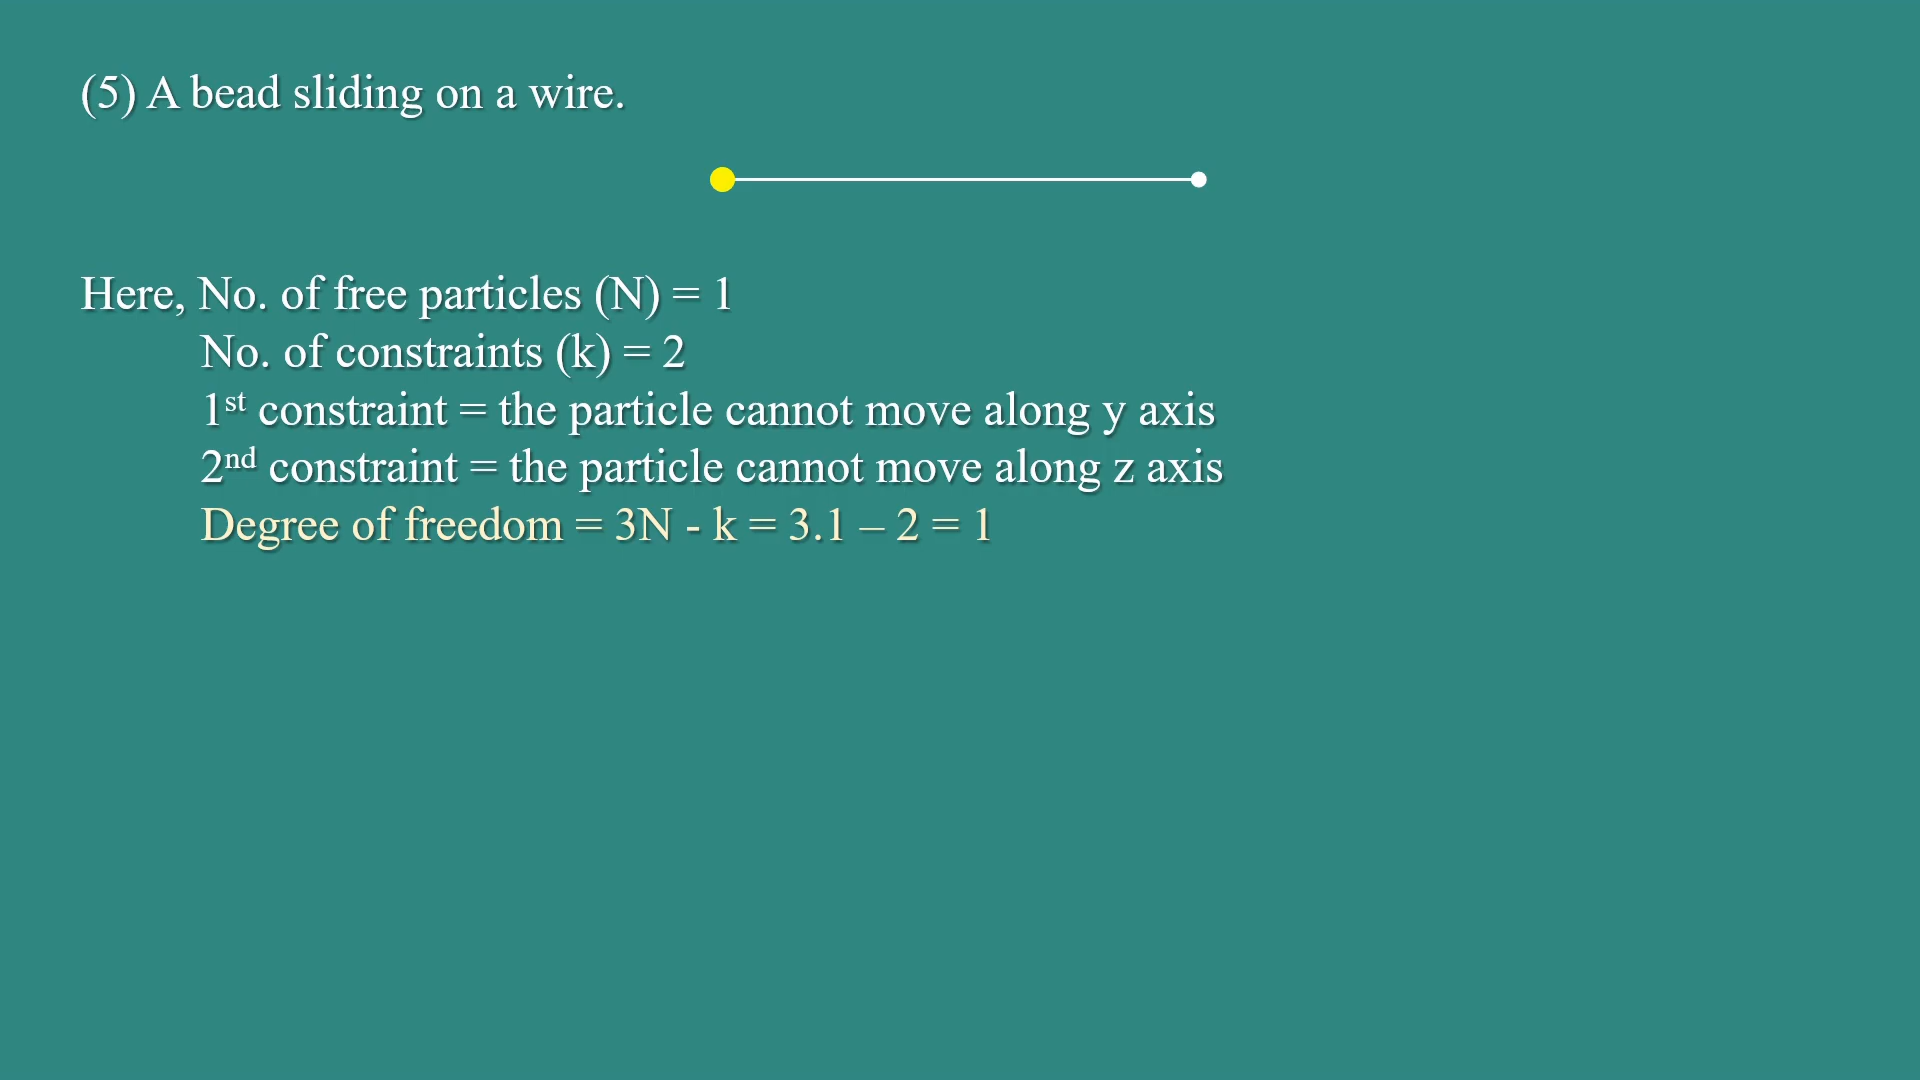 (5) A bead sliding on a wire.
Here, No. of free particles (N) = 1
No. of constraints (k) = 2
1st constraint = the particle cannot move along y axis
2nd constraint = the particle cannot move along z axis
Degree of freedom = 3N - k = 3.1 – 2 = 1